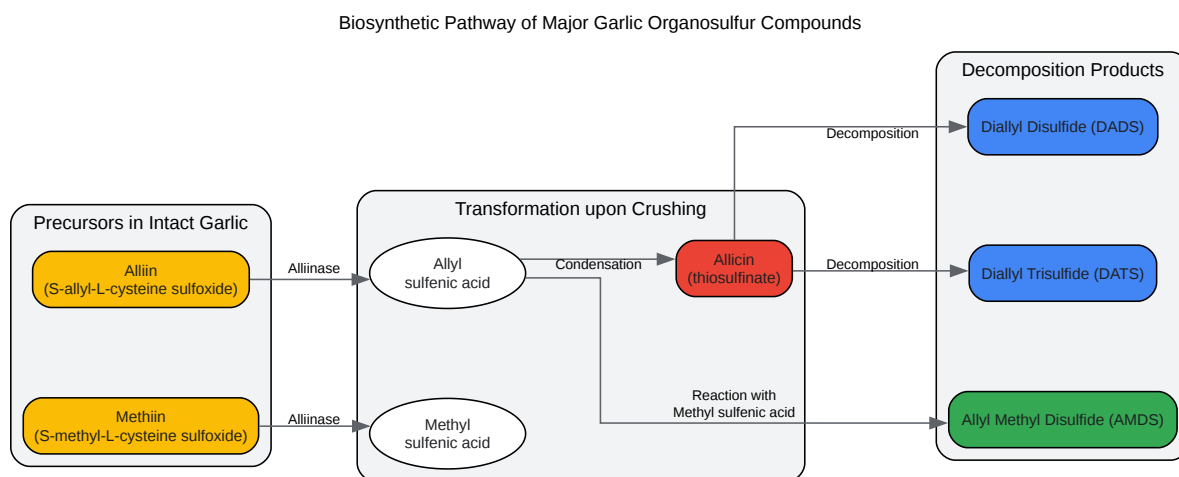 Biosynthetic Pathway of Major Garlic Organosulfur Compounds
Precursors in Intact Garlic
Alliin
(S-allyl-L-cysteine sulfoxide)
Methiin
(S-methyl-L-cysteine sulfoxide)
Alliinase
Alliinase
Transformation upon Crushing
Allyl
sulfenic acid
Methyl
sulfenic acid
Condensation
Allicin
(thiosulfinate)
Reaction with
Methyl sulfenic acid
Decomposition
Decomposition
Decomposition Products
Diallyl Disulfide (DADS)
Diallyl Trisulfide (DATS)
Allyl Methyl Disulfide (AMDS)